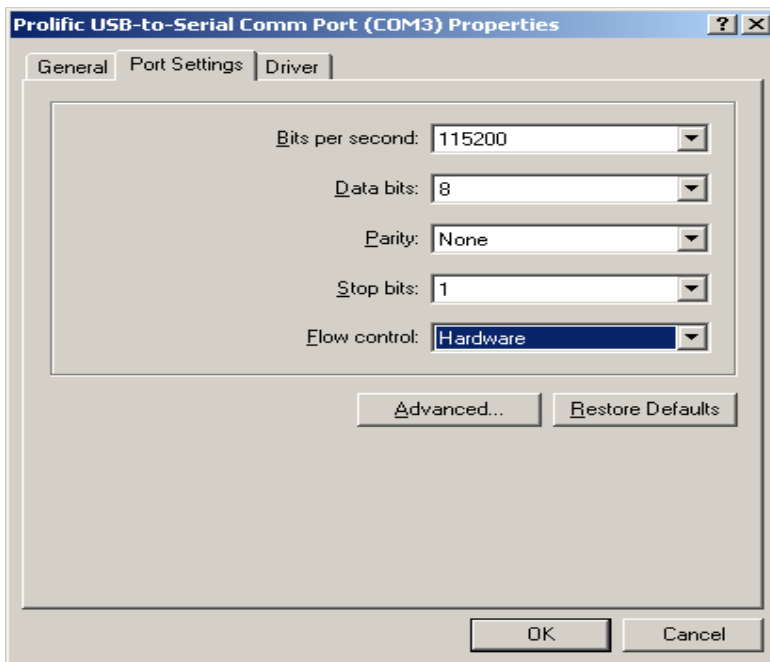 Prolific USB-to-Serial Comm Port (COM3) Properties
General Port Settings Driver
Bits per second: 115200
Data bits: 8
Parity: None
Stop bits: 1
Flow control: Hardware
Advanced... Restore Defaults
OK Cancel